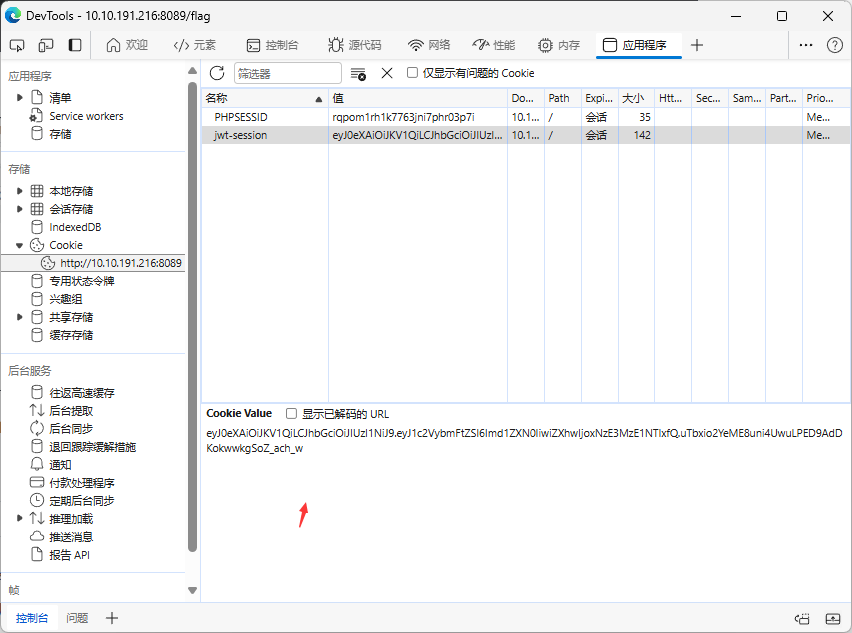 DevTools - 10.10.191.216:8089/flag
欢迎 元素 控制台 源代码 网络 性能 内存 应用程序
应用程序
清单
Service workers
存储
存储
本地存储
会话存储
IndexedDB
Cookie
http://10.10.191.216:8089
专用状态令牌
兴趣组
共享存储
缓存存储
后台服务
往返高速缓存
后台提取
后台同步
退回跟踪缓解措施
通知
付款处理程序
定期后台同步
推理加载
推送消息
报告 API
帧
筛选器 仅显示有问题的 Cookie
名称 值 Do... Path Expi... 大小 Htt... Sec... Sam... Part... Prio...
PHPSESSID rqpom1rh1k7763jni7phr03p7i 10.1... / 会话 35 Me...
jwt-session eyJ0eXAiOiJKV1QiLCJhbGciOiJIUzI... 10.1... / 会话 142 Me...
Cookie Value 显示已解码的 URL
eyJ0eXAiOiJKV1QiLCJhbGciOiJIUzI1NiJ9.eyJ1c2VybmFtZSI6Imd1ZXN0IiwiZXhwIjoxNzE3MzE1NTIxfQ.uTbxio2YeME8uni4UwuLPED9AdD
KokwwkgSoZ_ach_w
控制台 问题